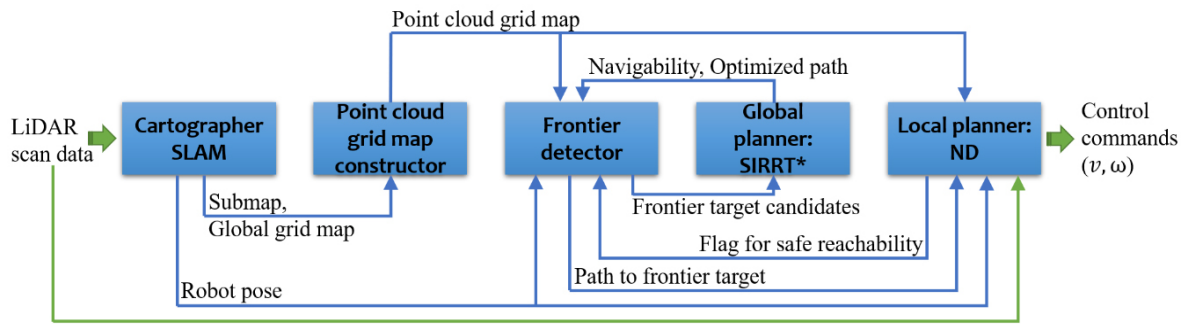 Point cloud grid map
Navigability, Optimized path
LiDAR
scan data
Cartographer
SLAM
Point cloud
grid map
constructor
Frontier
detector
Global
planner:
SIRRT*
Local planner:
ND
Control
commands
(v, ω)
Submap,
Global grid map
Frontier target candidates
Flag for safe reachability
Path to frontier target
Robot pose